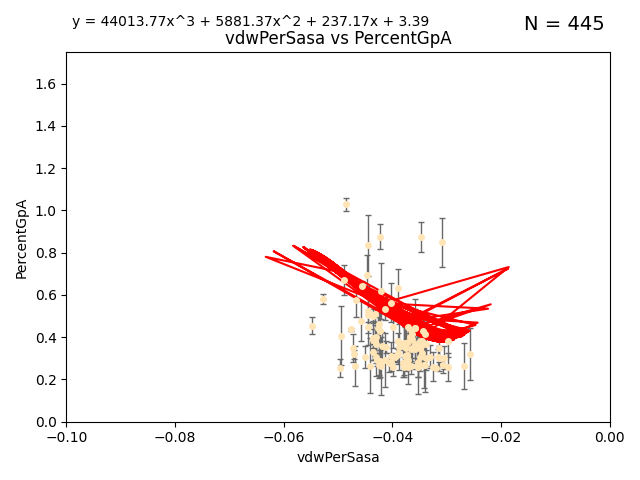 y = 44013.77x^3 + 5881.37x^2 + 237.17x + 3.39
N = 445
vdwPerSasa vs PercentGpA
PercentGpA
1.6
1.4
1.2
1.0
0.8
0.6
0.4
0.2
0.0
−0.10 −0.08 −0.06 −0.04 −0.02 0.00
vdwPerSasa